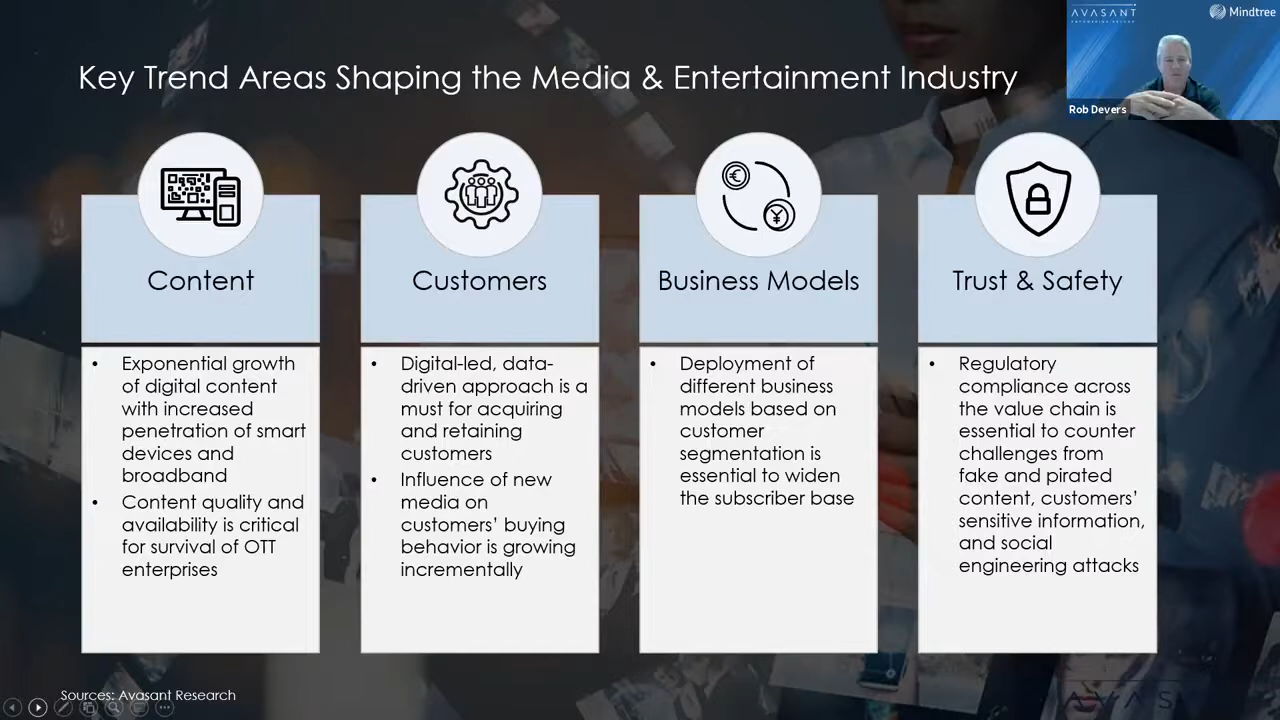 AVASANT
Mindtree
Rob Devers
Key Trend Areas Shaping the Media & Entertainment Industry
Content
• Exponential growth
of digital content
with increased
penetration of smart
devices and
broadband
• Content quality and
availability is critical
for survival of OTT
enterprises
Customers
• Digital-led, data-
driven approach is a
must for acquiring
and retaining
customers
• Influence of new
media on
customers’ buying
behavior is growing
incrementally
€
¥
Business Models
• Deployment of
different business
models based on
customer
segmentation is
essential to widen
the subscriber base
Trust & Safety
• Regulatory
compliance across
the value chain is
essential to counter
challenges from
fake and pirated
content, customers’
sensitive information,
and social
engineering attacks
Sources: Avasant Research
AVAS